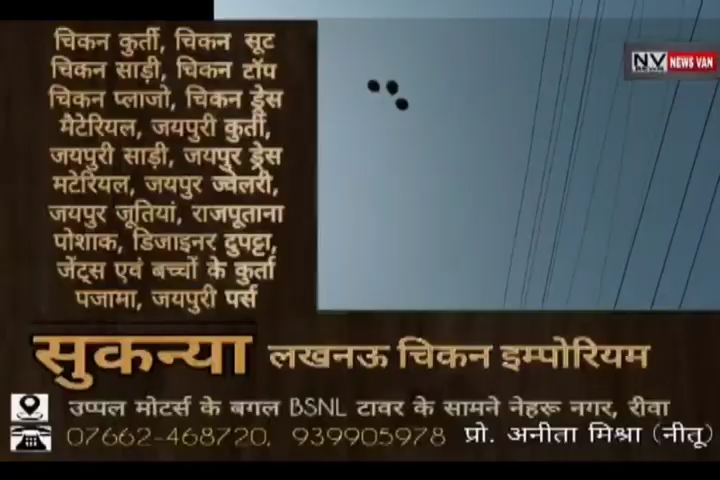 चिकन कुर्ती, चिकन सूट
चिकन साड़ी, चिकन टॉप
चिकन प्लाजो, चिकन ड्रेस
मैटेरियल, जयपुरी कुर्ती,
जयपुरी साड़ी, जयपुर ड्रेस
मटेरियल, जयपुर ज्वेलरी,
जयपुर जूतियां, राजपूताना
पोशाक, डिजाइनर दुपट्टा,
जेंट्स एवं बच्चों के कुर्ता
पजामा, जयपुरी पर्स
NV NEWS VAN
सुकन्या लखनऊ चिकन इम्पोरियम
उप्पल मोटर्स के बगल BSNL टावर के सामने नेहरू नगर, रीवा
07662-468720, 939905978 प्रो. अनीता मिश्रा (नीतू)